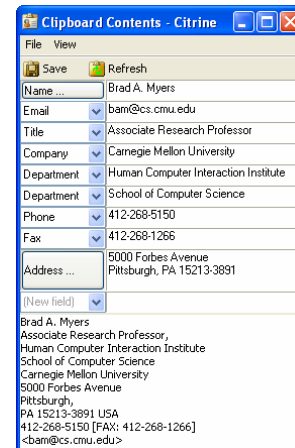 Clipboard Contents - Citrine
File View
Save Refresh
Name ... Brad A. Myers
Email bam@cs.cmu.edu
Title Associate Research Professor
Company Carnegie Mellon University
Department Human Computer Interaction Institute
Department School of Computer Science
Phone 412-268-5150
Fax 412-268-1266
Address ... 5000 Forbes Avenue
Pittsburgh, PA 15213-3891
(New field)
Brad A. Myers
Associate Research Professor,
Human Computer Interaction Institute
School of Computer Science
Carnegie Mellon University
5000 Forbes Avenue
Pittsburgh,
PA 15213-3891 USA
412-268-5150 [FAX: 412-268-1266]
<bam@cs.cmu.edu>